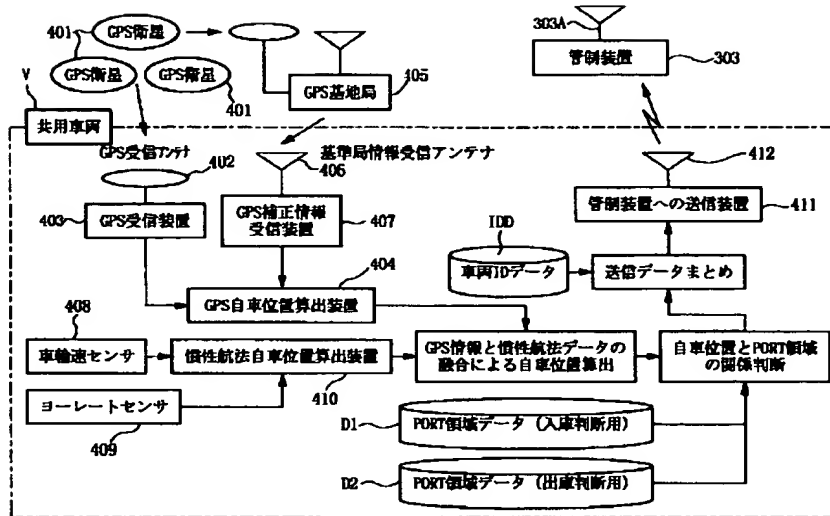 401
GPS衛星
GPS衛星
GPS衛星
401
303A
管制装置
303
GPS基地局
405
V
共用車両
GPS受信アンテナ
402
基準局情報受信アンテナ
406
412
403
GPS受信装置
GPS補正情報
受信装置
407
管制装置への送信装置
411
IDD
車両IDデータ
送信データまとめ
404
GPS自車位置算出装置
408
車輪速センサ
慣性航法自車位置算出装置
410
GPS情報と慣性航法データの
融合による自車位置算出
自車位置とPORT領域
の関係判断
ヨーレートセンサ
409
D1
PORT領域データ（入庫判断用）
D2
PORT領域データ（出庫判断用）